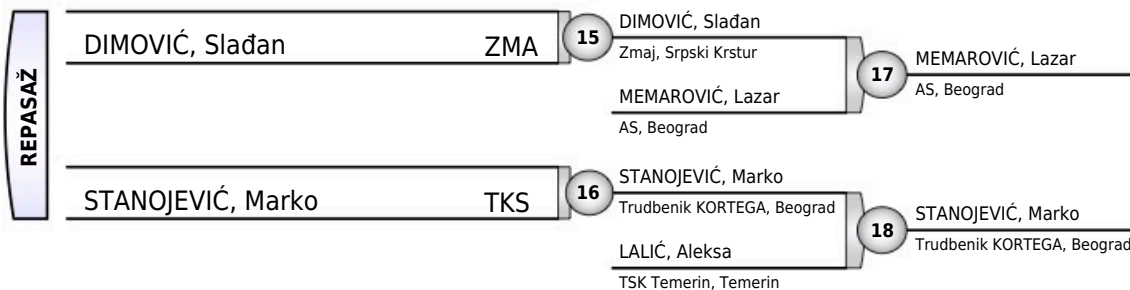 REPASAŽ
DIMOVIĆ, Slađan ZMA
15
DIMOVIĆ, Slađan
Zmaj, Srpski Krstur
MEMAROVIĆ, Lazar
AS, Beograd
17
MEMAROVIĆ, Lazar
AS, Beograd
STANOJEVIĆ, Marko TKS
16
STANOJEVIĆ, Marko
Trudbenik KORTEGA, Beograd
LALIĆ, Aleksa
TSK Temerin, Temerin
18
STANOJEVIĆ, Marko
Trudbenik KORTEGA, Beograd